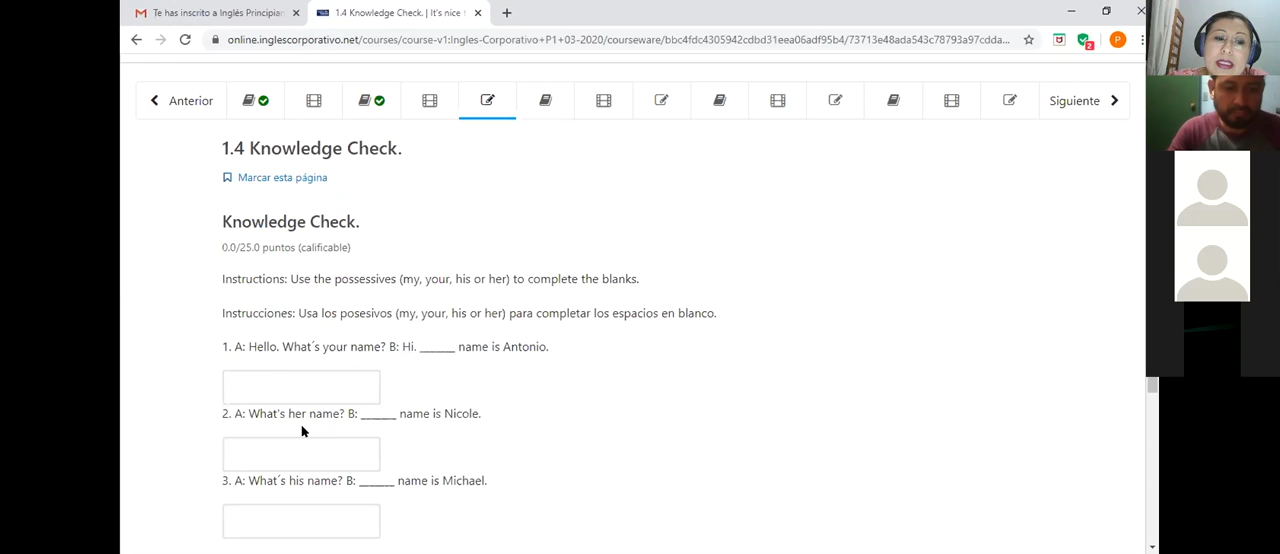 Te has inscrito a Inglés Principian
1.4 Knowledge Check. | It's nice t
online.inglescorporativo.net/courses/course-v1:Ingles-Corporativo+P1+03-2020/courseware/bbc4fdc4305942cdbd31eea06adf95b4/73713e48ada543c78793a97cdda...
2
P
Anterior
Siguiente
1.4 Knowledge Check.
Marcar esta página
Knowledge Check.
0.0/25.0 puntos (calificable)
Instructions: Use the possessives (my, your, his or her) to complete the blanks.
Instrucciones: Usa los posesivos (my, your, his or her) para completar los espacios en blanco.
1. A: Hello. What´s your name? B: Hi. ______ name is Antonio.
2. A: What's her name? B: ______ name is Nicole.
3. A: What´s his name? B: ______ name is Michael.